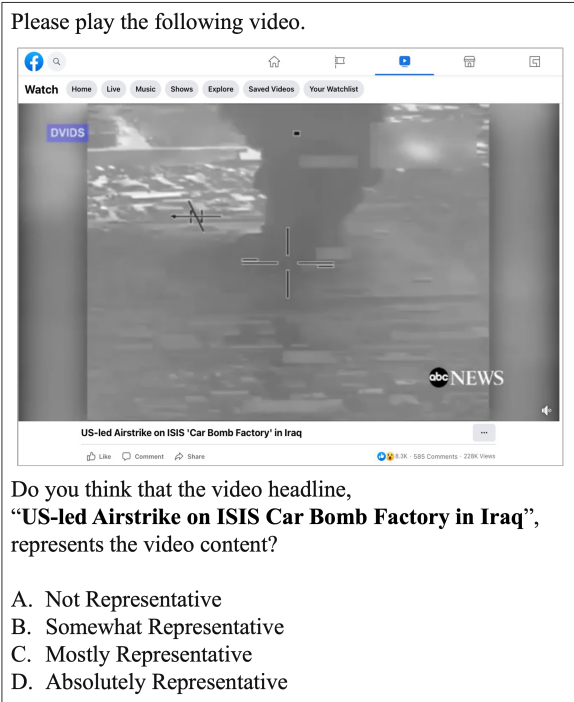 Please play the following video.
Watch Home Live Music Shows Explore Saved Videos Your Watchlist
DVIDS
abc NEWS
US-led Airstrike on ISIS 'Car Bomb Factory' in Iraq
Like Comment Share 8.3K · 585 Comments · 228K Views
Do you think that the video headline,
“US-led Airstrike on ISIS Car Bomb Factory in Iraq”,
represents the video content?
A. Not Representative
B. Somewhat Representative
C. Mostly Representative
D. Absolutely Representative